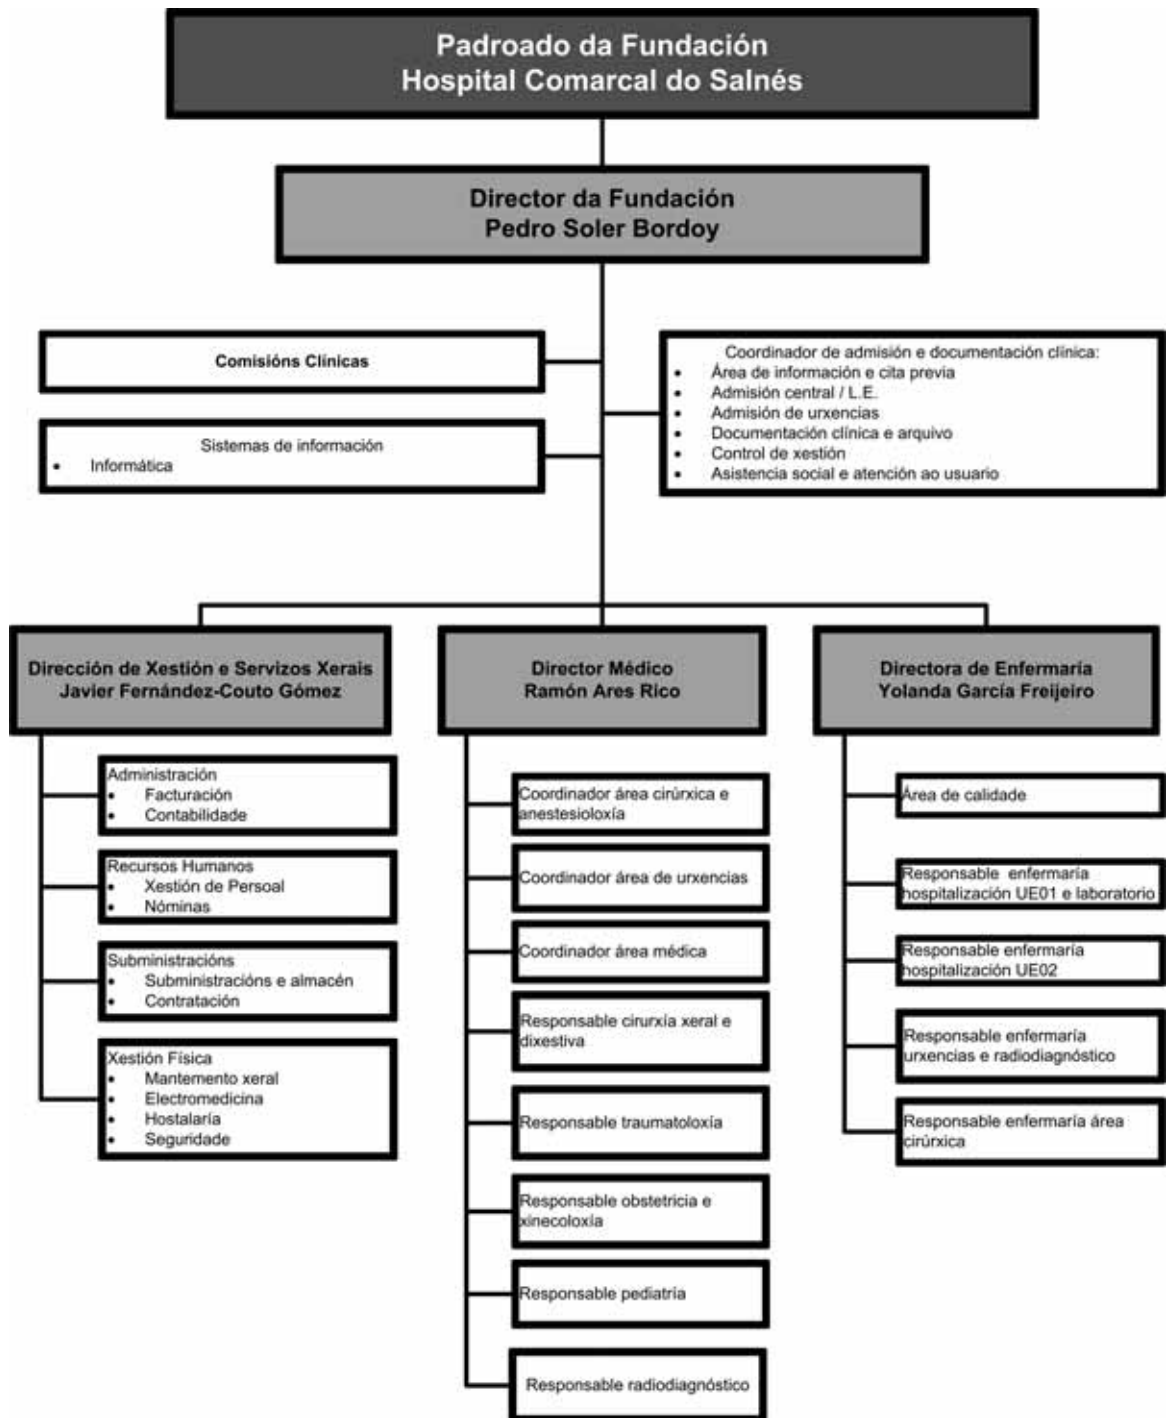 Padroado da Fundación
Hospital Comarcal do Salnés
Director da Fundación
Pedro Soler Bordoy
Comisións Clínicas
Sistemas de información
• Informática
Coordinador de admisión e documentación clínica:
• Área de información e cita previa
• Admisión central / L.E.
• Admisión de urxencias
• Documentación clínica e arquivo
• Control de xestión
• Asistencia social e atención ao usuario
Dirección de Xestión e Servizos Xerais
Javier Fernández-Couto Gómez
Administración
• Facturación
• Contabilidade
Recursos Humanos
• Xestión de Persoal
• Nóminas
Subministracións
• Subministracións e almacén
• Contratación
Xestión Física
• Mantemento xeral
• Electromedicina
• Hostalaría
• Seguridade
Director Médico
Ramón Ares Rico
Coordinador área cirúrxica e
anestesioloxía
Coordinador área de urxencias
Coordinador área médica
Responsable cirurxía xeral e
dixestiva
Responsable traumatoloxía
Responsable obstetricia e
xinecoloxía
Responsable pediatría
Responsable radiodiagnóstico
Directora de Enfermaría
Yolanda García Freijeiro
Área de calidade
Responsable enfermaría
hospitalización UE01 e laboratorio
Responsable enfermaría
hospitalización UE02
Responsable enfermaría
urxencias e radiodiagnóstico
Responsable enfermaría área
cirúrxica